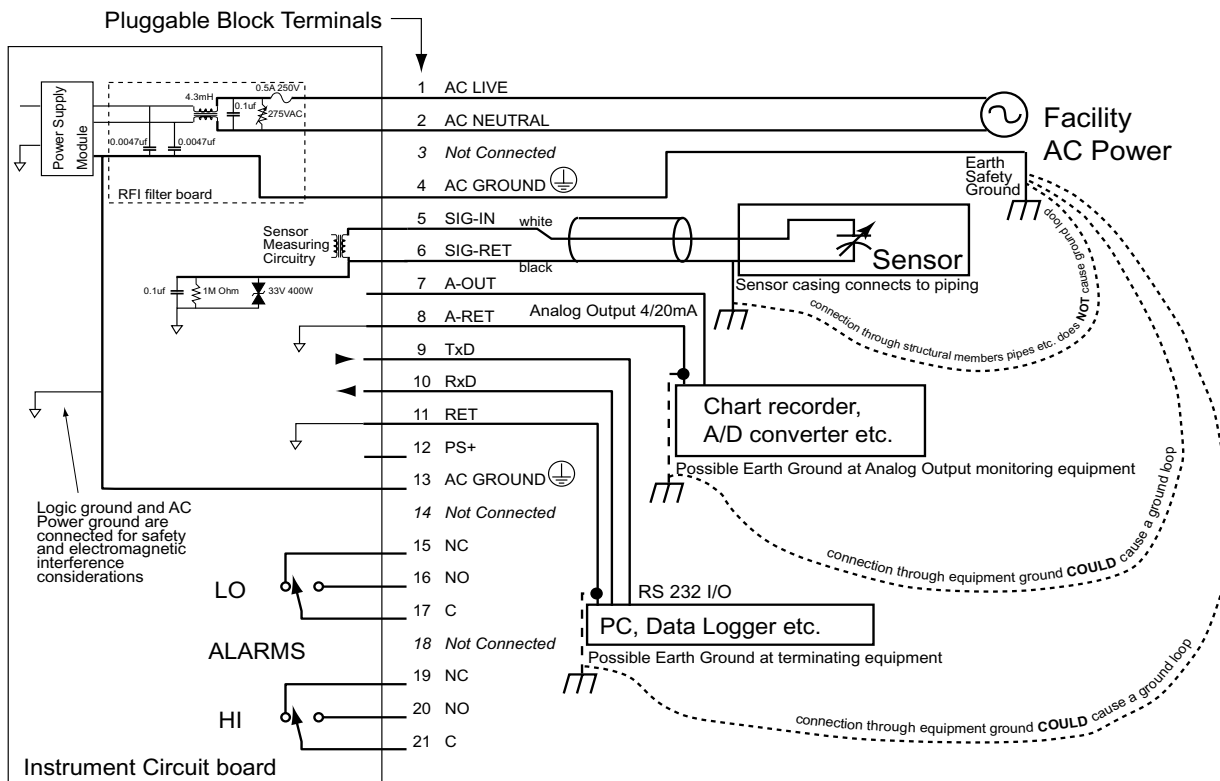 Pluggable Block Terminals
Power Supply
Module
4.3mH
0.5A 250V
0.1uf
275VAC
0.0047uf
0.0047uf
RFI filter board
1 AC LIVE
2 AC NEUTRAL
3 Not Connected
4 AC GROUND
5 SIG-IN
6 SIG-RET
7 A-OUT
8 A-RET
9 TxD
10 RxD
11 RET
12 PS+
13 AC GROUND
14 Not Connected
15 NC
16 NO
17 C
18 Not Connected
19 NC
20 NO
21 C
Facility
AC Power
Earth
Safety
Ground
white
black
Sensor
Sensor casing connects to piping
Sensor
Measuring
Circuitry
0.1uf
1M Ohm
33V 400W
Analog Output 4/20mA
connection through structural members pipes etc. does NOT cause ground loop
Chart recorder,
A/D converter etc.
Possible Earth Ground at Analog Output monitoring equipment
connection through equipment ground COULD cause a ground loop
Logic ground and AC
Power ground are
connected for safety
and electromagnetic
interference
considerations
RS 232 I/O
PC, Data Logger etc.
Possible Earth Ground at terminating equipment
connection through equipment ground COULD cause a ground loop
LO
ALARMS
HI
Instrument Circuit board